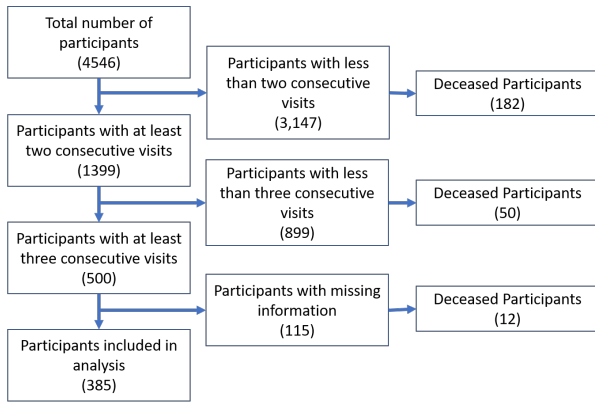 Total number of
participants
(4546)
Participants with less
than two consecutive
visits
(3,147)
Deceased Participants
(182)
Participants with at least
two consecutive visits
(1399)
Participants with less
than three consecutive
visits
(899)
Deceased Participants
(50)
Participants with at least
three consecutive visits
(500)
Participants with missing
information
(115)
Deceased Participants
(12)
Participants included in
analysis
(385)